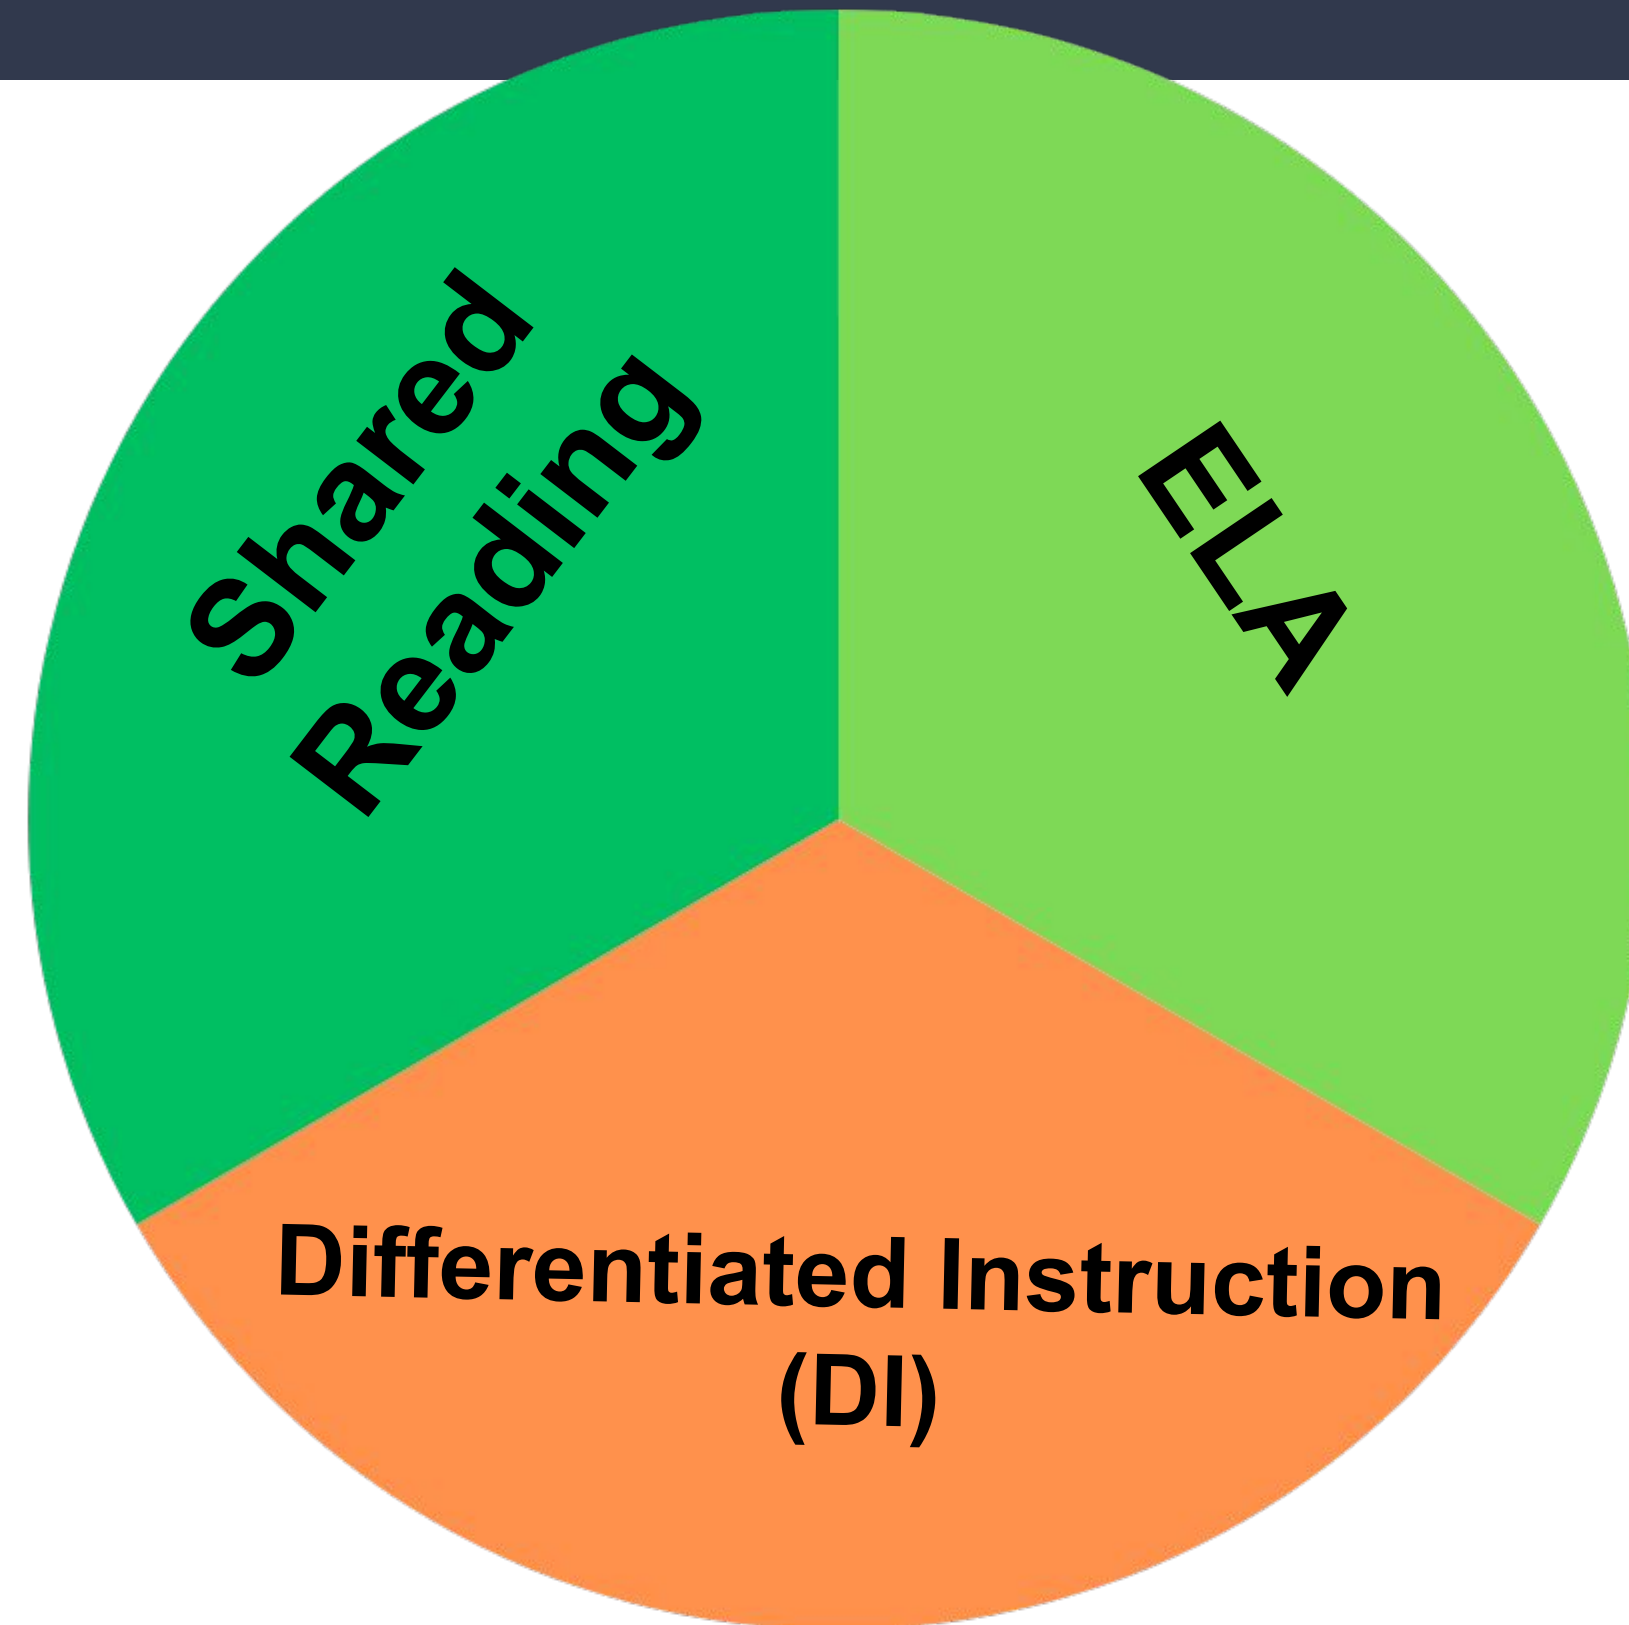 Shared
Reading
ELA
Differentiated Instruction
(DI)